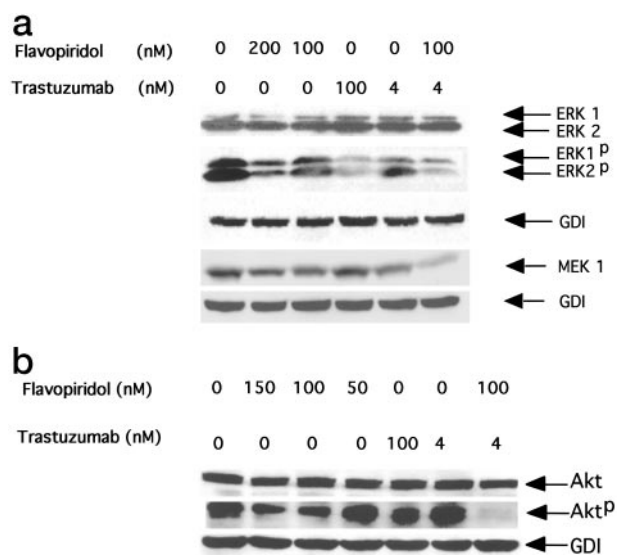 a
Flavopiridol (nM) 0 200 100 0 0 100
Trastuzumab (nM) 0 0 0 100 4 4
ERK 1
ERK 2
ERK1 p
ERK2 p
GDI
MEK 1
GDI
b
Flavopiridol (nM) 0 150 100 50 0 0 100
Trastuzumab (nM) 0 0 0 0 100 4 4
Akt
Akt p
GDI